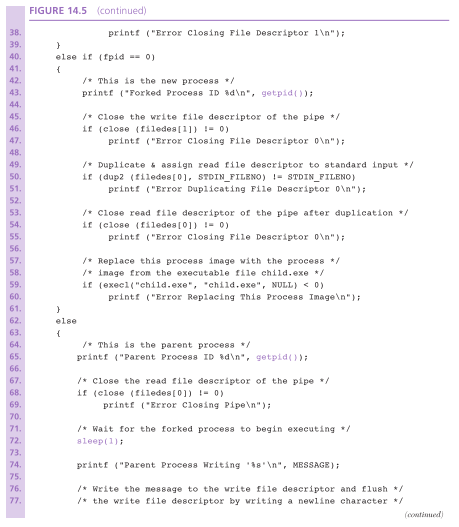 FIGURE 14.5 (continued)
38. printf ("Error Closing File Descriptor 1\n");
39. }
40. else if (fpid == 0)
41. {
42. /* This is the new process */
43. printf ("Forked Process ID %d\n", getpid());
44.
45. /* Close the write file descriptor of the pipe */
46. if (close (filedes[1]) != 0)
47. printf ("Error Closing File Descriptor 0\n");
48.
49. /* Duplicate & assign read file descriptor to standard input */
50. if (dup2 (filedes[0], STDIN_FILENO) != STDIN_FILENO)
51. printf ("Error Duplicating File Descriptor 0\n");
52.
53. /* Close read file descriptor of the pipe after duplication */
54. if (close (filedes[0]) != 0)
55. printf ("Error Closing File Descriptor 0\n");
56.
57. /* Replace this process image with the process */
58. /* image from the executable file child.exe */
59. if (execl("child.exe", "child.exe", NULL) < 0)
60. printf ("Error Replacing This Process Image\n");
61. }
62. else
63. {
64. /* This is the parent process */
65. printf ("Parent Process ID %d\n", getpid());
66.
67. /* Close the read file descriptor of the pipe */
68. if (close (filedes[0]) != 0)
69. printf ("Error Closing Pipe\n");
70.
71. /* Wait for the forked process to begin executing */
72. sleep(1);
73.
74. printf ("Parent Process Writing '%s'\n", MESSAGE);
75.
76. /* Write the message to the write file descriptor and flush */
77. /* the write file descriptor by writing a newline character */
(continued)